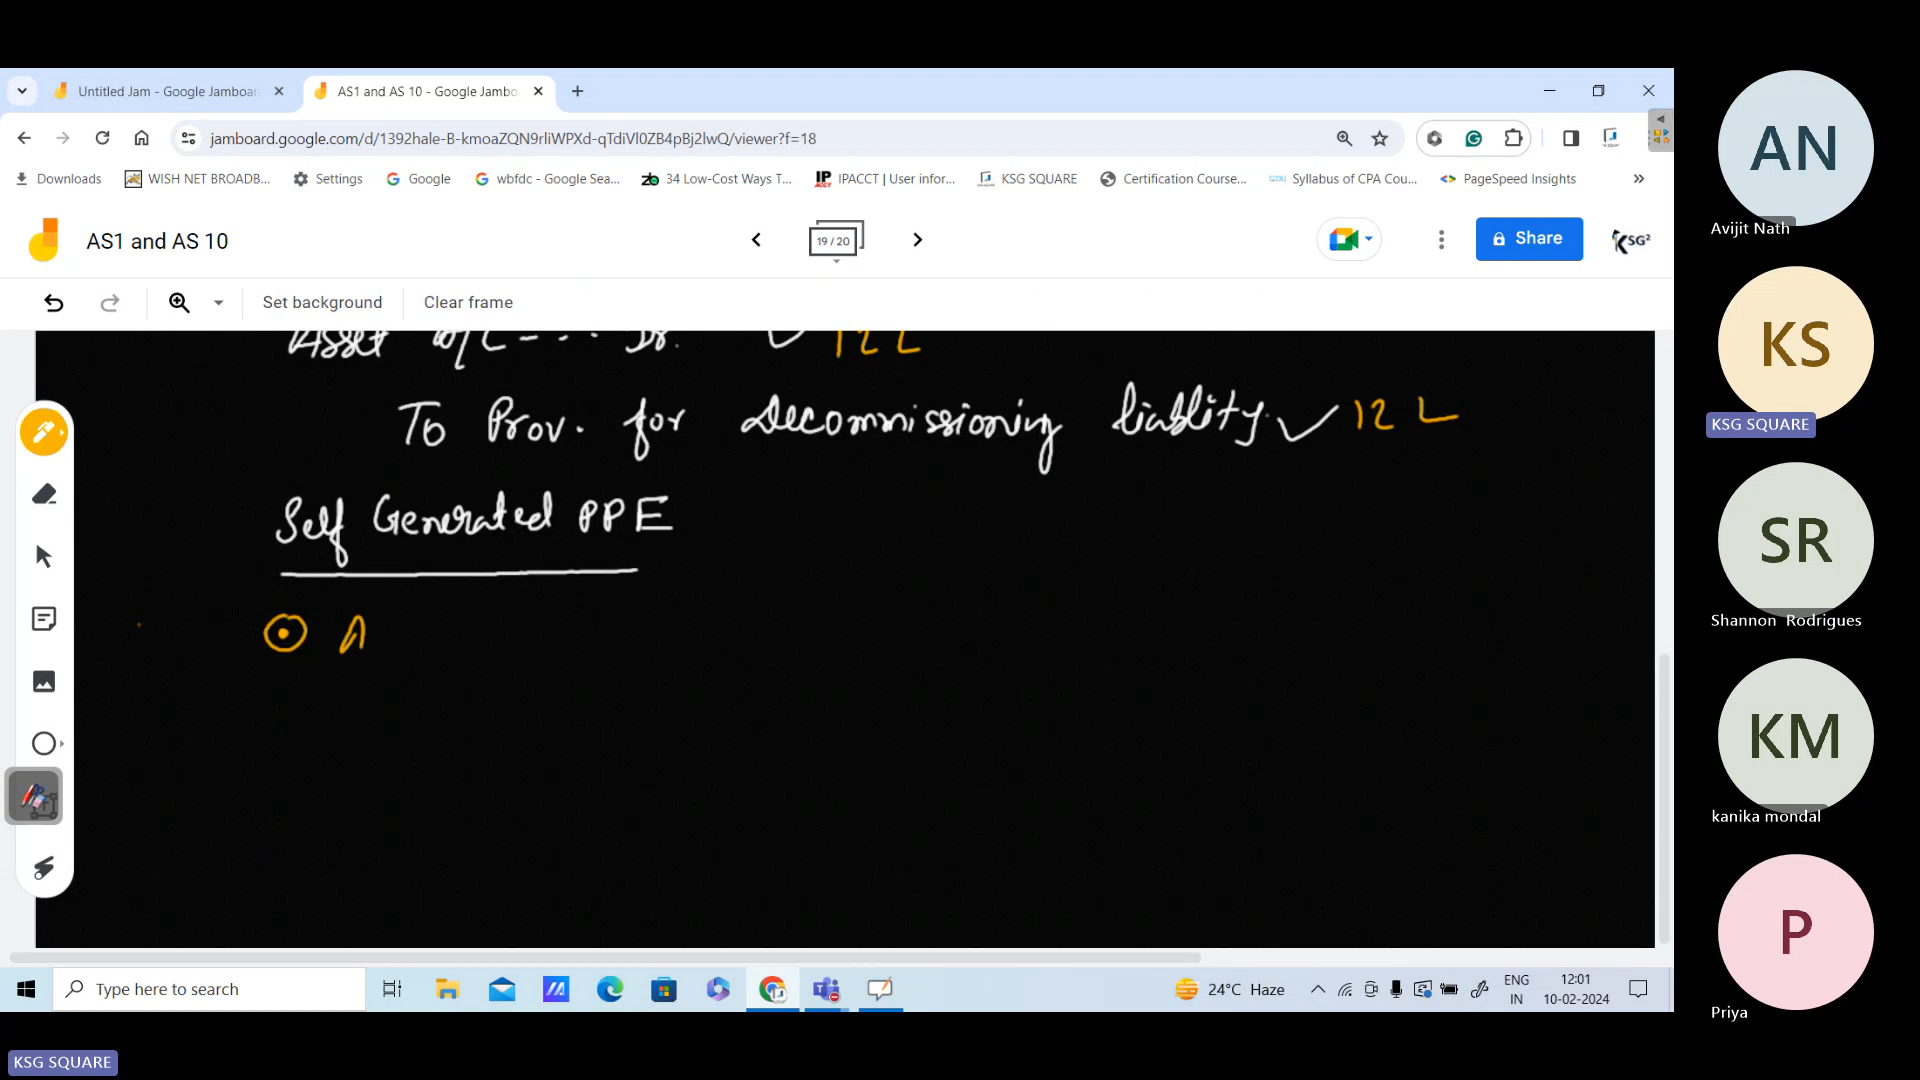 Untitled Jam - Google Jamboar
AS1 and AS 10 - Google Jambo
jamboard.google.com/d/1392hale-B-kmoaZQN9rliWPXd-qTdiVl0ZB4pBj2lwQ/viewer?f=18
Downloads WISH NET BROADB... Settings Google wbfdc - Google Sea... 34 Low-Cost Ways T... IPACCT | User infor... KSG SQUARE Certification Course... Syllabus of CPA Cou... PageSpeed Insights
AS1 and AS 10
19 / 20
Share
KSG²
Set background Clear frame
Asset a/c --- Dr. 12 L
To Prov. for Decommissioning liablity. 12 L
Self Generated PPE
A
Type here to search
24°C Haze
ENG
IN
12:01
10-02-2024
AN
Avijit Nath
KS
KSG SQUARE
SR
Shannon Rodrigues
KM
kanika mondal
P
Priya
KSG SQUARE